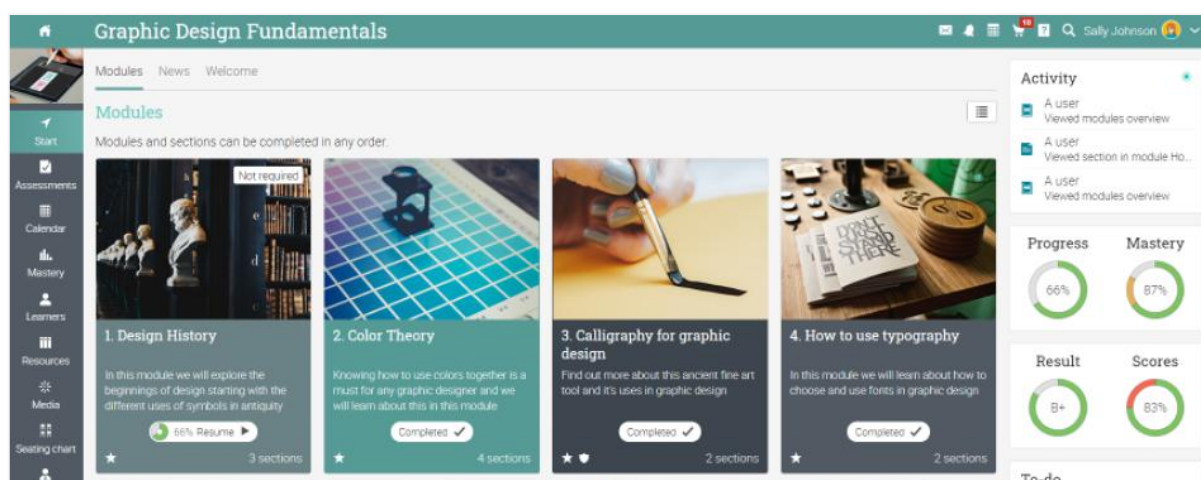 Graphic Design Fundamentals
10
?
Sally Johnson
Start
Assessments
Calendar
Mastery
Learners
Resources
Media
Seating chart
Modules News Welcome
Modules
Modules and sections can be completed in any order.
Not required
1. Design History
In this module we will explore the
beginnings of design starting with the
different uses of symbols in antiquity
66% Resume
3 sections
2. Color Theory
Knowing how to use colors together is a
must for any graphic designer and we
will learn about this in this module
Completed
4 sections
3. Calligraphy for graphic
design
Find out more about this ancient fine art
tool and it's uses in graphic design
Completed
2 sections
DON'T
START
THERE
4. How to use typography
In this module we will learn about how to
choose and use fonts in graphic design
Completed
2 sections
Activity
A user
Viewed modules overview
A user
Viewed section in module Ho...
A user
Viewed modules overview
Progress Mastery
66% 87%
Result Scores
B+ 83%
To-do